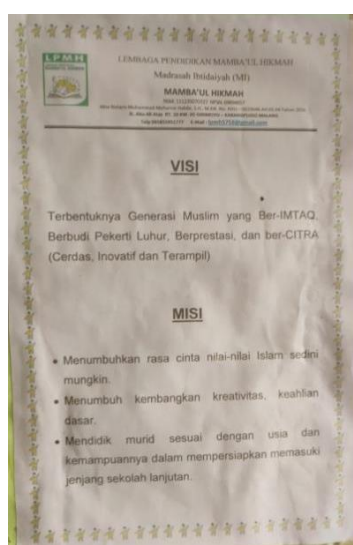 LPMH
LEMBAGA PENDIDIKAN MAMBA'UL HIKMAH
Madrasah Ibtidaiyah (MI)
MAMBA'UL HIKMAH
VISI
Terbentuknya Generasi Muslim yang Ber-IMTAQ,
Berbudi Pekerti Luhur, Berprestasi, dan ber-CITRA
(Cerdas, Inovatif dan Terampil)
MISI
• Menumbuhkan rasa cinta nilai-nilai Islam sedini
mungkin.
• Menumbuh kembangkan kreativitas, keahlian
dasar.
• Mendidik murid sesuai dengan usia dan
kemampuannya dalam mempersiapkan memasuki
jenjang sekolah lanjutan.